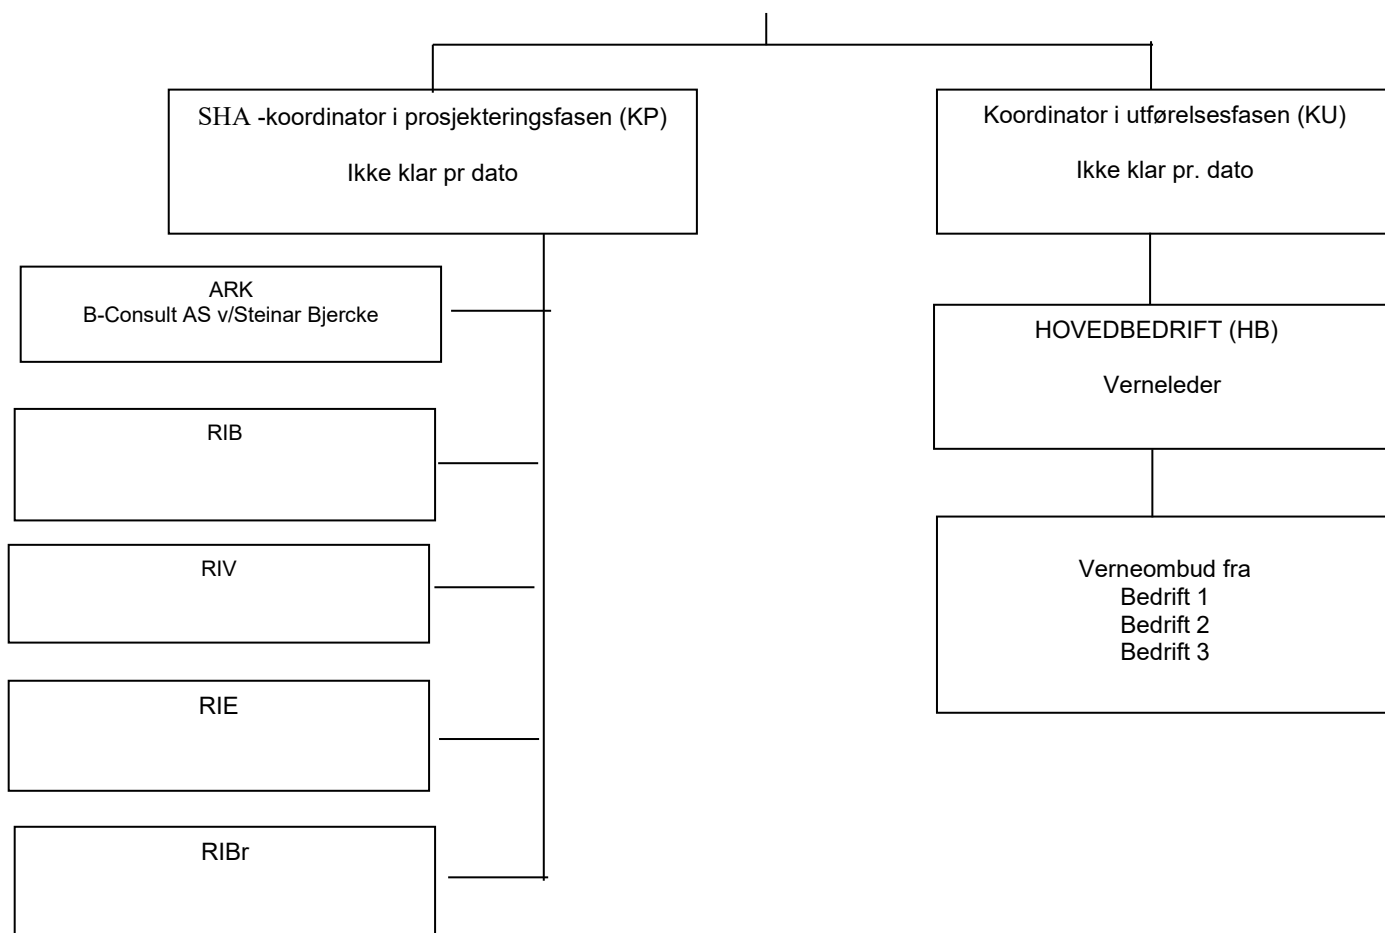 SHA -koordinator i prosjekteringsfasen (KP)
Ikke klar pr dato
Koordinator i utførelsesfasen (KU)
Ikke klar pr. dato
ARK
B-Consult AS v/Steinar Bjercke
RIB
RIV
RIE
RIBr
HOVEDBEDRIFT (HB)
Verneleder
Verneombud fra
Bedrift 1
Bedrift 2
Bedrift 3